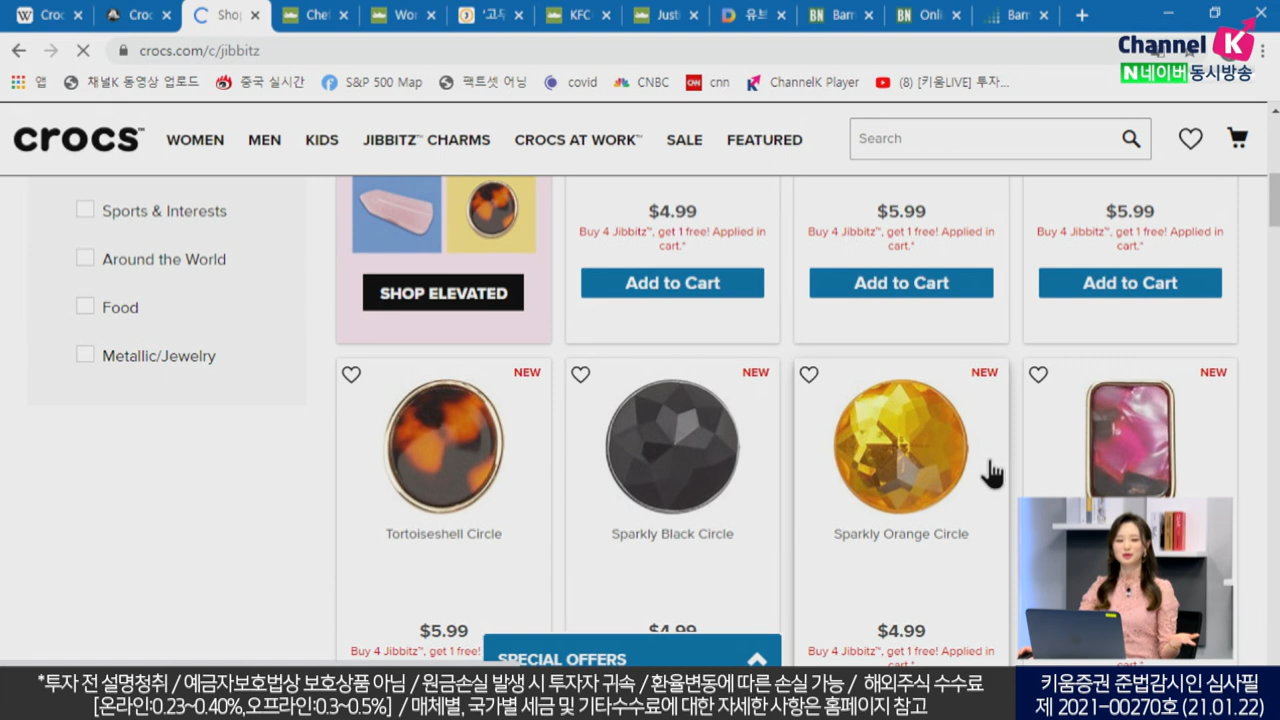 Croc
Croc
Shop
Chel
Wor
'고두
KFC
Justi
유브
BN Barr
BN Onli
Barr
crocs.com/c/jibbitz
Channel K
N 네이버 동시방송
앱
채널K 동영상 업로드
중국 실시간
S&P 500 Map
팩트셋 어닝
covid
CNBC
cnn
ChannelK Player
(8) [키움LIVE] 투자...
crocs™
WOMEN
MEN
KIDS
JIBBITZ™ CHARMS
CROCS AT WORK™
SALE
FEATURED
Search
Sports & Interests
Around the World
Food
Metallic/Jewelry
SHOP ELEVATED
$4.99
Buy 4 Jibbitz™, get 1 free! Applied in
cart.*
Add to Cart
$5.99
Buy 4 Jibbitz™, get 1 free! Applied in
cart.*
Add to Cart
$5.99
Buy 4 Jibbitz™, get 1 free! Applied in
cart.*
Add to Cart
NEW
Tortoiseshell Circle
$5.99
Buy 4 Jibbitz™, get 1 free!
NEW
Sparkly Black Circle
$4.99
NEW
Sparkly Orange Circle
$4.99
Buy 4 Jibbitz™, get 1 free! Applied in
cart.*
NEW
SPECIAL OFFERS
*투자 전 설명청취 / 예금자보호법상 보호상품 아님 / 원금손실 발생 시 투자자 귀속 / 환율변동에 따른 손실 가능 / 해외주식 수수료
[온라인:0.23~0.40%,오프라인:0.3~0.5%] / 매체별, 국가별 세금 및 기타수수료에 대한 자세한 사항은 홈페이지 참고
키움증권 준법감시인 심사필
제 2021-00270호 (21.01.22)